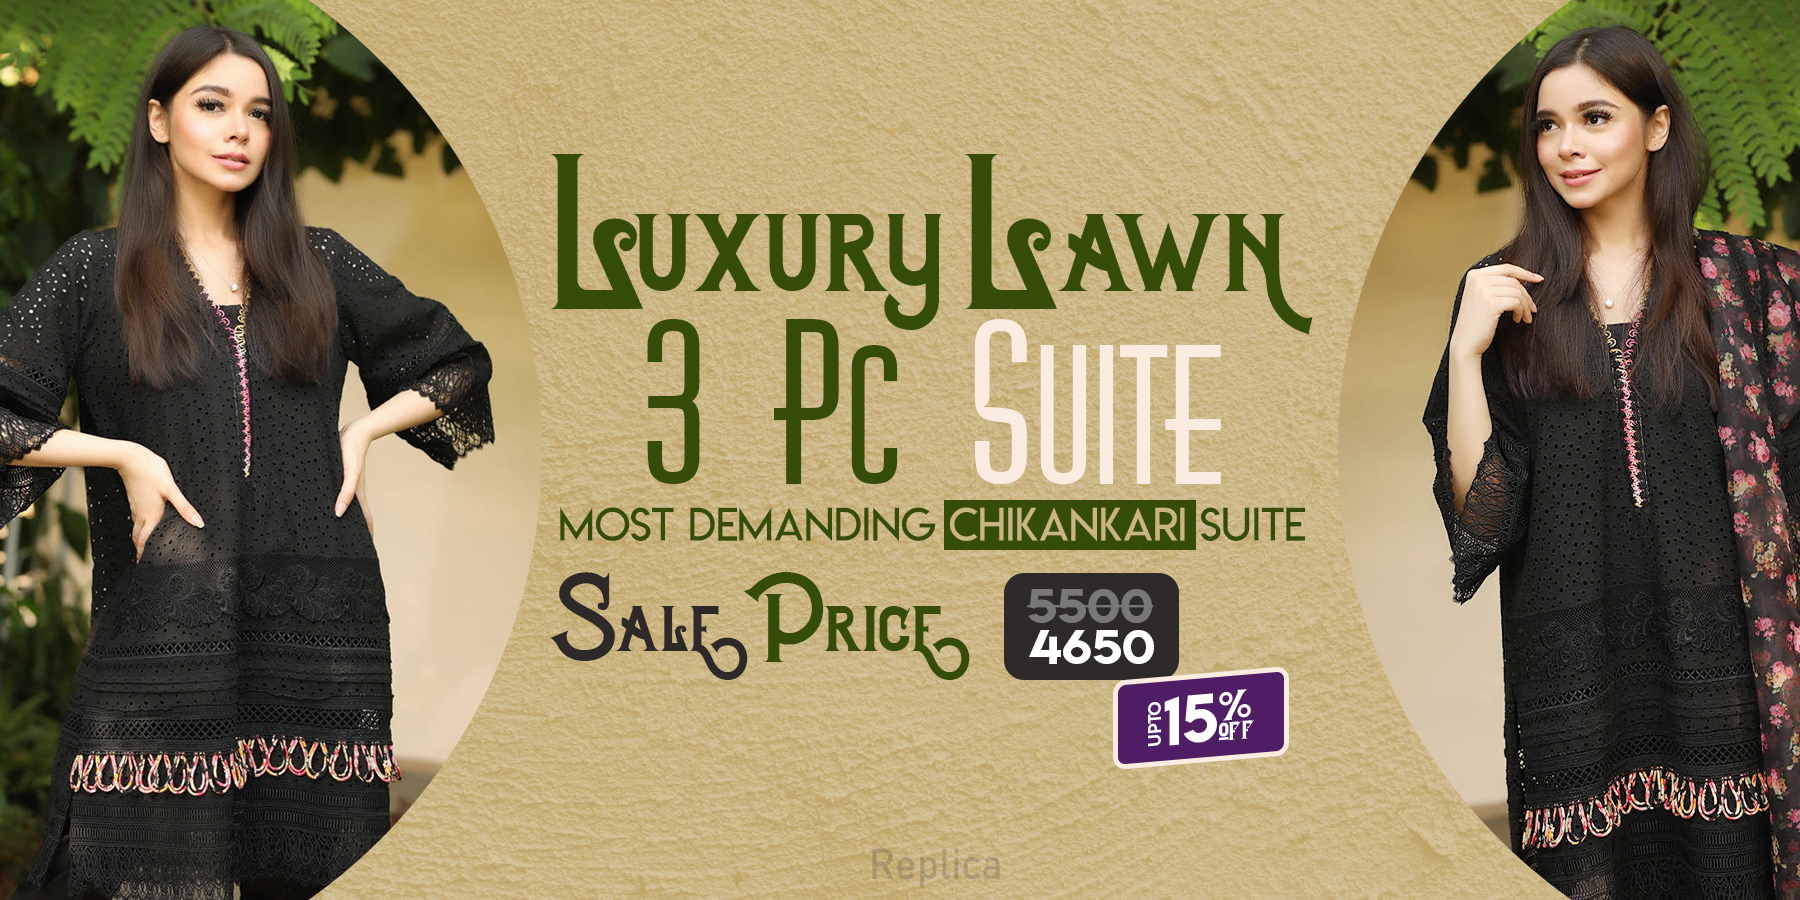 Luxury Lawn
3 Pc Suite
MOST DEMANDING CHIKANKARI SUITE
Sale Price
5500
4650
UPTO 15% OFF
Replica